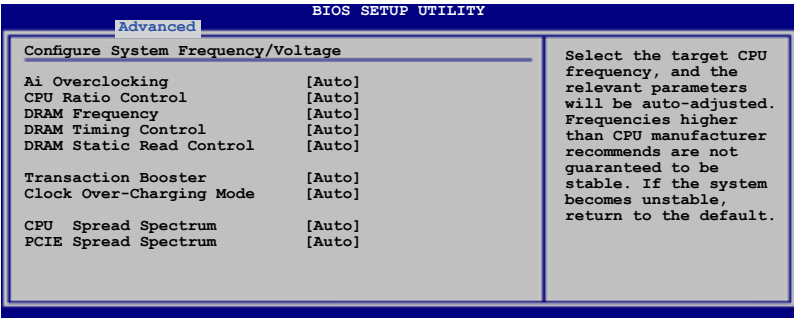 BIOS SETUP UTILITY
Advanced
Configure System Frequency/Voltage
Ai Overclocking [Auto]
CPU Ratio Control [Auto]
DRAM Frequency [Auto]
DRAM Timing Control [Auto]
DRAM Static Read Control [Auto]
Transaction Booster [Auto]
Clock Over-Charging Mode [Auto]
CPU Spread Spectrum [Auto]
PCIE Spread Spectrum [Auto]
Select the target CPU
frequency, and the
relevant parameters
will be auto-adjusted.
Frequencies higher
than CPU manufacturer
recommends are not
guaranteed to be
stable. If the system
becomes unstable,
return to the default.